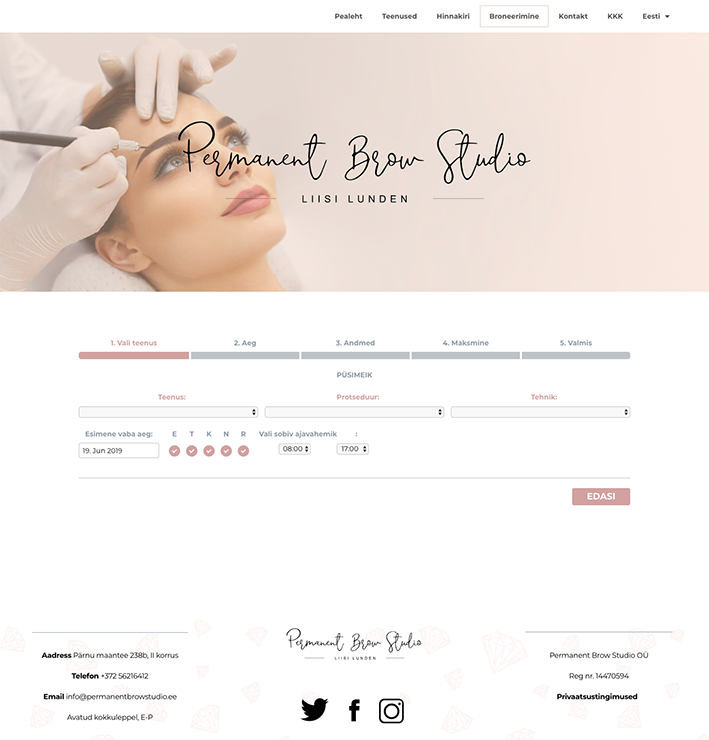 Pealeht Teenused Hinnakiri Broneerimine Kontakt KKK Eesti
Permanent Brow Studio
LIISI LUNDEN
1. Vali teenus 2. Aeg 3. Andmed 4. Maksmine 5. Valmis
PÜSIMEIK
Teenus: Protseduur: Tehnik:
Esimene vaba aeg: E T K N R Vali sobiv ajavahemik :
19. Jun 2019 08:00 17:00
EDASI
Permanent Brow Studio
LIISI LUNDEN
Aadress Pärnu maantee 238b, II korrus
Telefon +372 56216412
Email info@permanentbrowstudio.ee
Avatud kokkuleppel, E-P
Permanent Brow Studio OÜ
Reg nr. 14470594
Privaatsustingimused